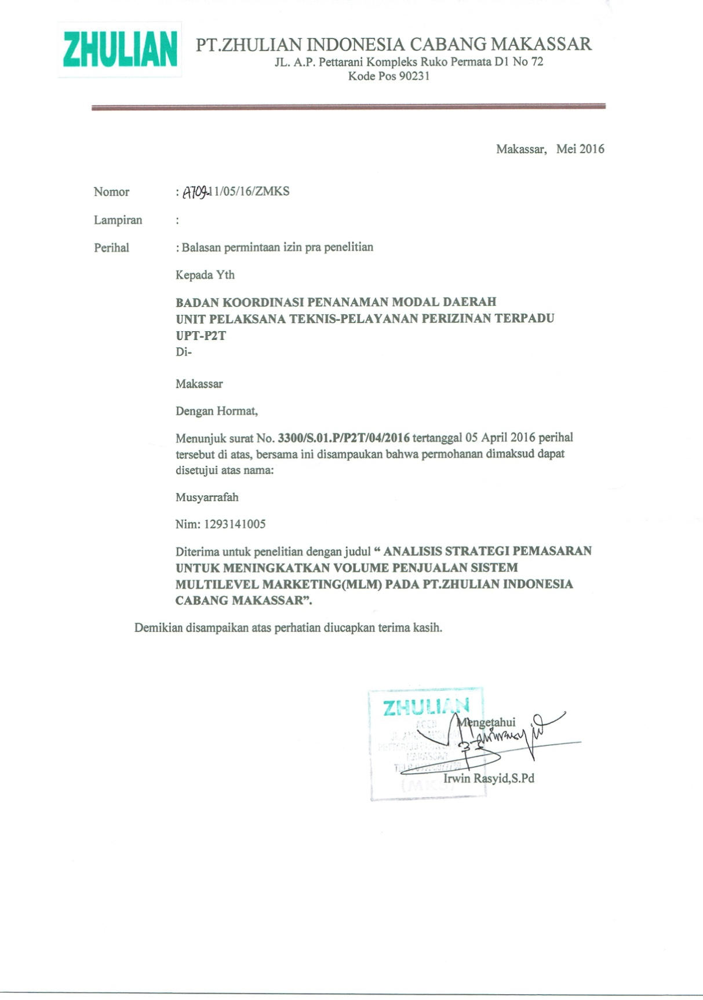 ZHULIAN
PT.ZHULIAN INDONESIA CABANG MAKASSAR
JL. A.P. Pettarani Kompleks Ruko Permata D1 No 72
Kode Pos 90231
Makassar, Mei 2016
Nomor : A709-11/05/16/ZMKS
Lampiran :
Perihal : Balasan permintaan izin pra penelitian
Kepada Yth
BADAN KOORDINASI PENANAMAN MODAL DAERAH
UNIT PELAKSANA TEKNIS-PELAYANAN PERIZINAN TERPADU
UPT-P2T
Di-
Makassar
Dengan Hormat,
Menunjuk surat No. 3300/S.01.P/P2T/04/2016 tertanggal 05 April 2016 perihal
tersebut di atas, bersama ini disampaukan bahwa permohanan dimaksud dapat
disetujui atas nama:
Musyarrafah
Nim: 1293141005
Diterima untuk penelitian dengan judul “ ANALISIS STRATEGI PEMASARAN
UNTUK MENINGKATKAN VOLUME PENJUALAN SISTEM
MULTILEVEL MARKETING(MLM) PADA PT.ZHULIAN INDONESIA
CABANG MAKASSAR”.
Demikian disampaikan atas perhatian diucapkan terima kasih.
ZHULIAN
Mengetahui
MAKASSAR
Irwin Rasyid,S.Pd
(MKS)